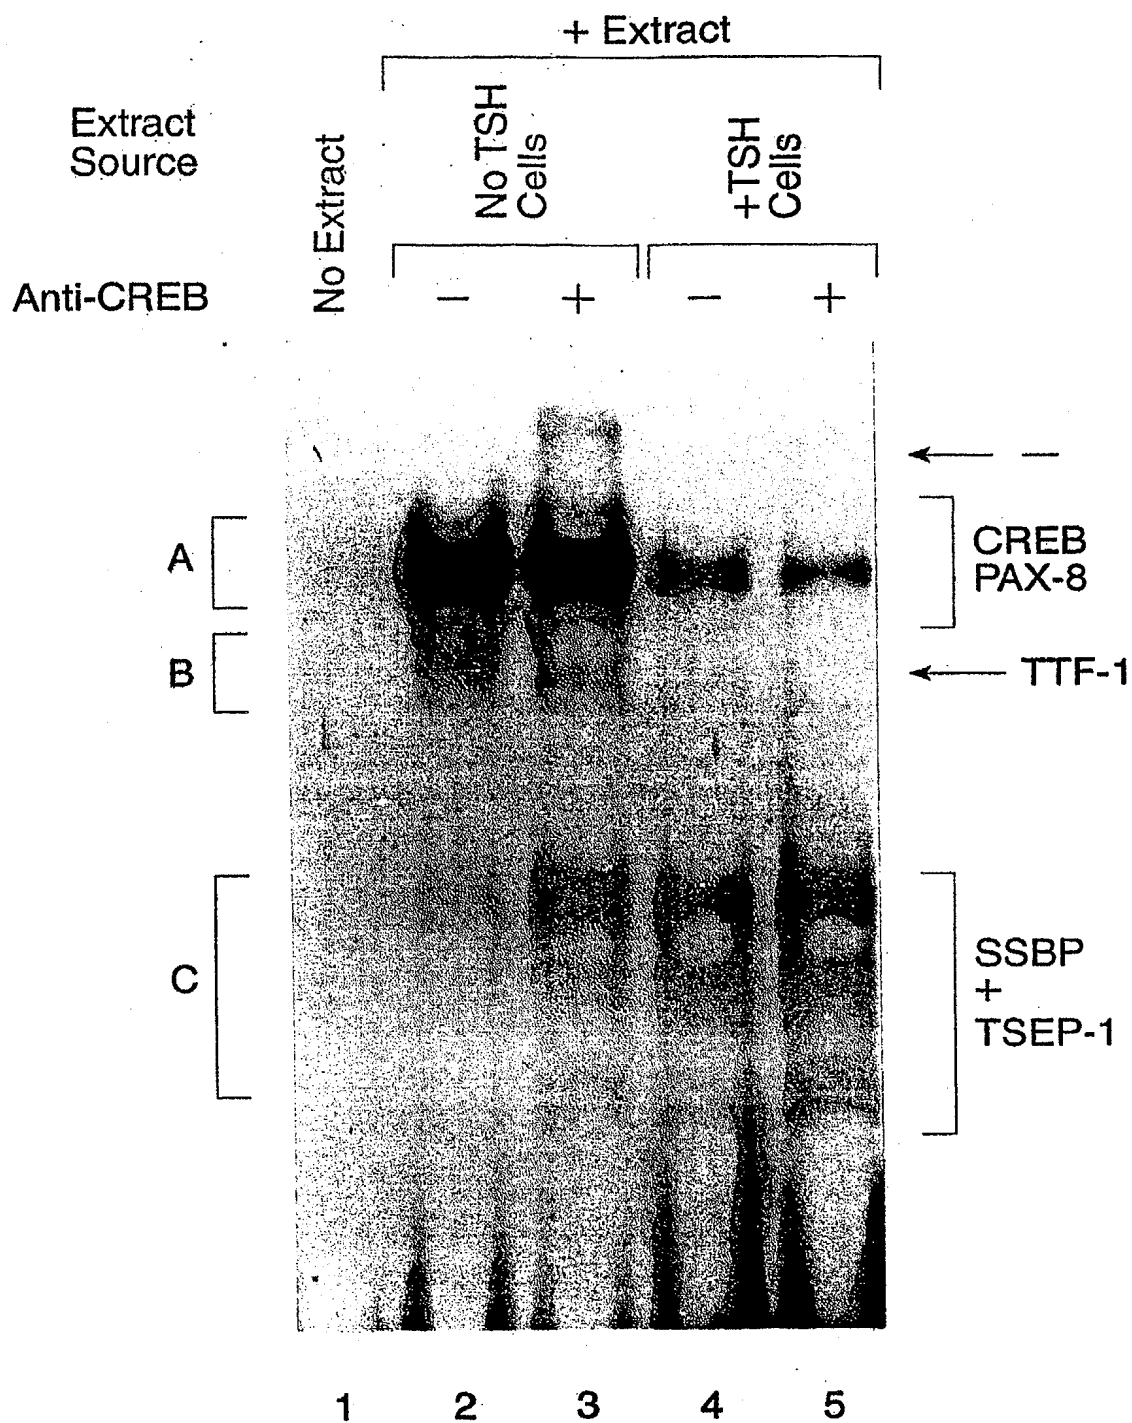 + Extract
Extract
Source
No Extract
No TSH
Cells
+TSH
Cells
Anti-CREB
− + − +
A
B
C
—
CREB
PAX-8
TTF-1
SSBP
+
TSEP-1
1 2 3 4 5